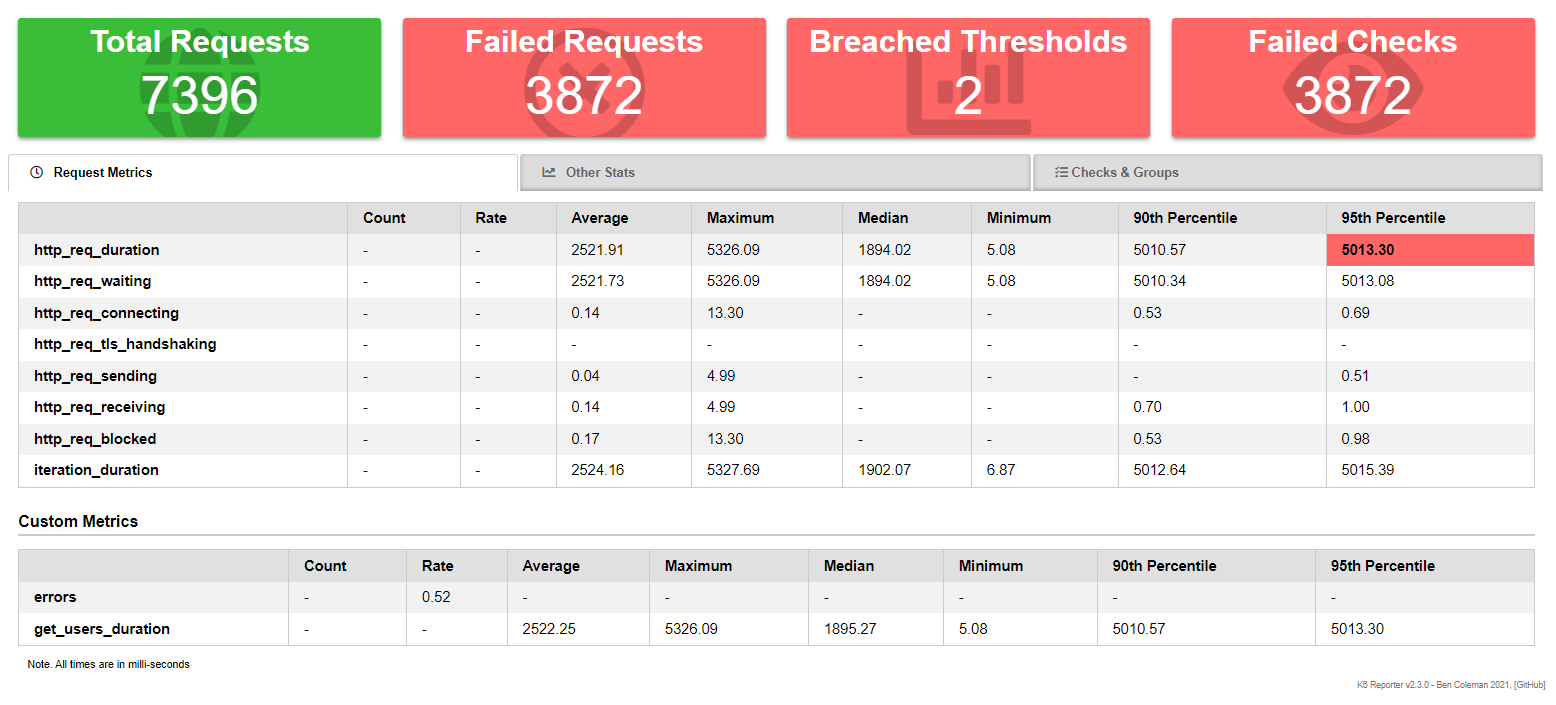 Total Requests Failed Requests Breached Thresholds Failed Checks
7396 3872 2 3872
Request Metrics Other Stats Checks & Groups
Count Rate Average Maximum Median Minimum 90th Percentile 95th Percentile
http_req_duration - - 2521.91 5326.09 1894.02 5.08 5010.57 5013.30
http_req_waiting - - 2521.73 5326.09 1894.02 5.08 5010.34 5013.08
http_req_connecting - - 0.14 13.30 - - 0.53 0.69
http_req_tls_handshaking - - - - - - - -
http_req_sending - - 0.04 4.99 - - - 0.51
http_req_receiving - - 0.14 4.99 - - 0.70 1.00
http_req_blocked - - 0.17 13.30 - - 0.53 0.98
iteration_duration - - 2524.16 5327.69 1902.07 6.87 5012.64 5015.39
Custom Metrics
Count Rate Average Maximum Median Minimum 90th Percentile 95th Percentile
errors - 0.52 - - - - - -
get_users_duration - - 2522.25 5326.09 1895.27 5.08 5010.57 5013.30
Note. All times are in milli-seconds
K6 Reporter v2.3.0 - Ben Coleman 2021, [GitHub]